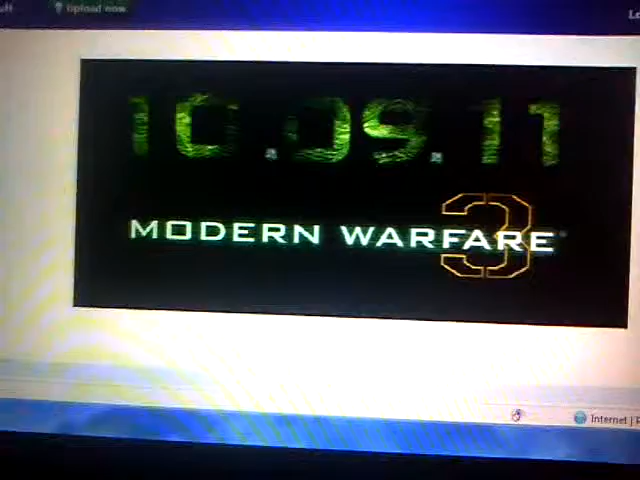 Upload now
10.09.11
MODERN WARFARE
3
Internet |